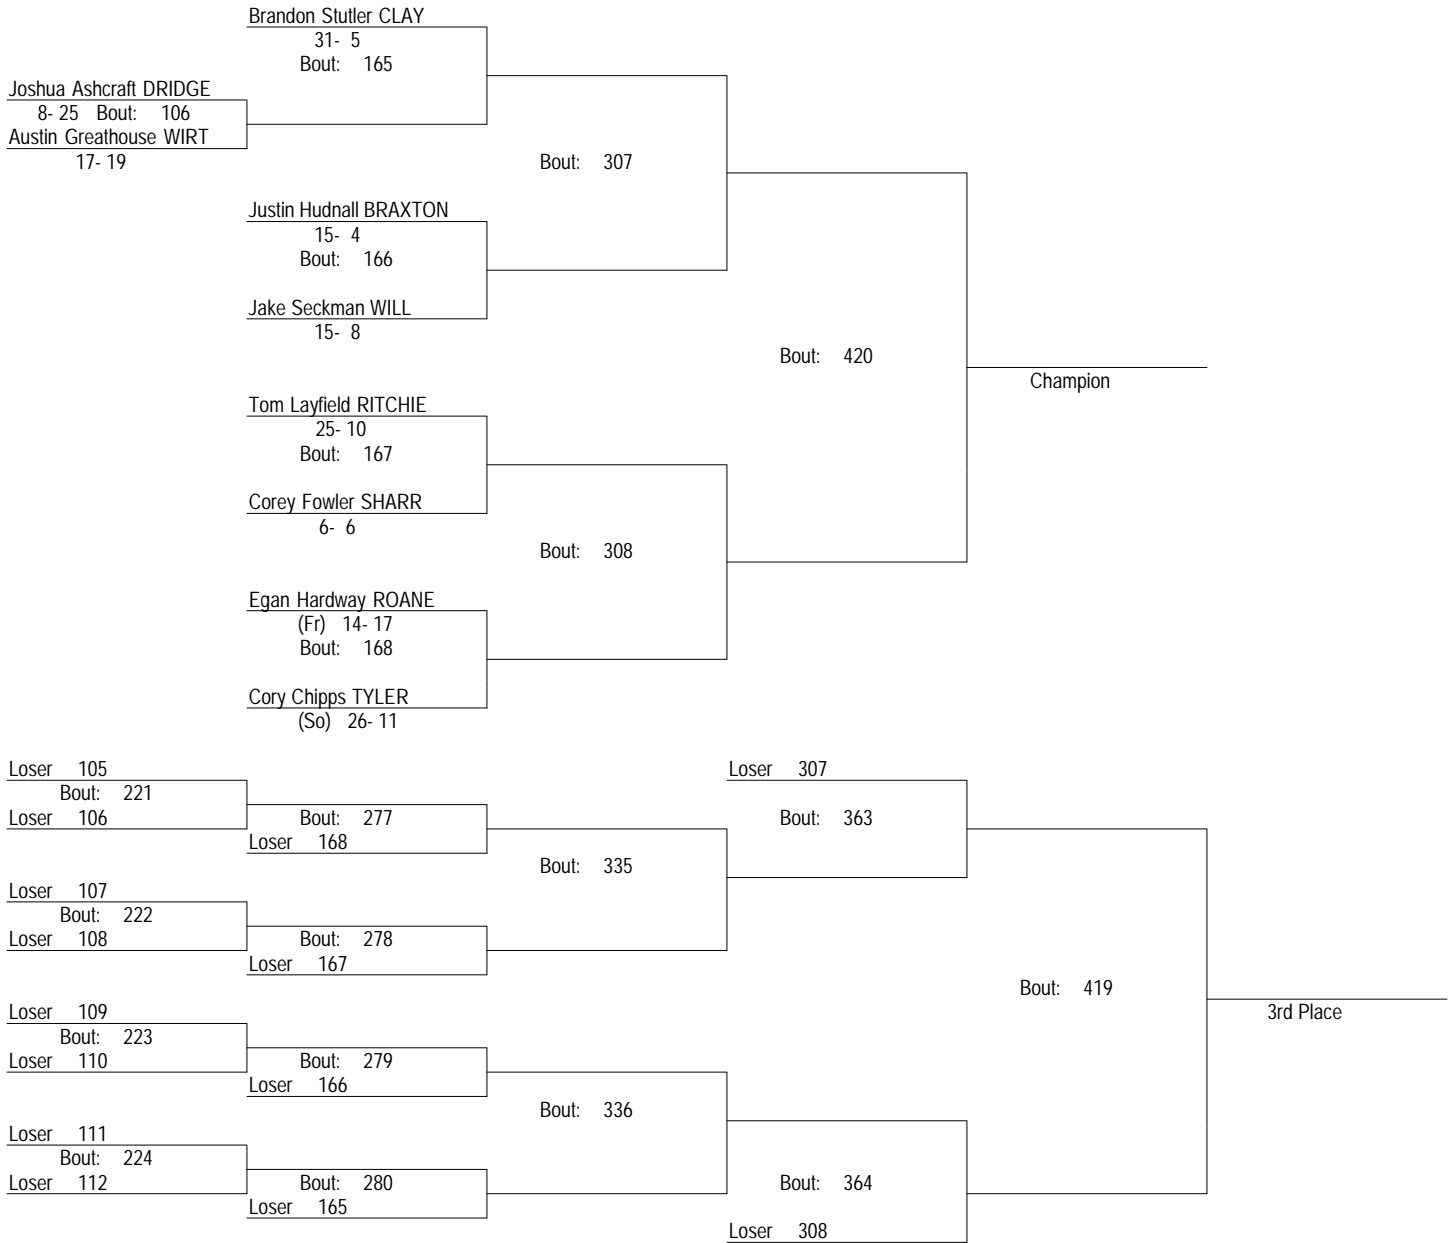 Brandon Stutler CLAY
31- 5
Bout: 165
Joshua Ashcraft DRIDGE
8- 25 Bout: 106
Austin Greathouse WIRT
17- 19
Bout: 307
Justin Hudnall BRAXTON
15- 4
Bout: 166
Jake Seckman WILL
15- 8
Bout: 420
Champion
Tom Layfield RITCHIE
25- 10
Bout: 167
Corey Fowler SHARR
6- 6
Bout: 308
Egan Hardway ROANE
(Fr) 14- 17
Bout: 168
Cory Chipps TYLER
(So) 26- 11
Loser 105
Bout: 221
Loser 106
Bout: 277
Loser 168
Loser 307
Bout: 363
Bout: 335
Loser 107
Bout: 222
Loser 108
Bout: 278
Loser 167
Bout: 419
3rd Place
Loser 109
Bout: 223
Loser 110
Bout: 279
Loser 166
Bout: 336
Loser 111
Bout: 224
Loser 112
Bout: 280
Loser 165
Bout: 364
Loser 308